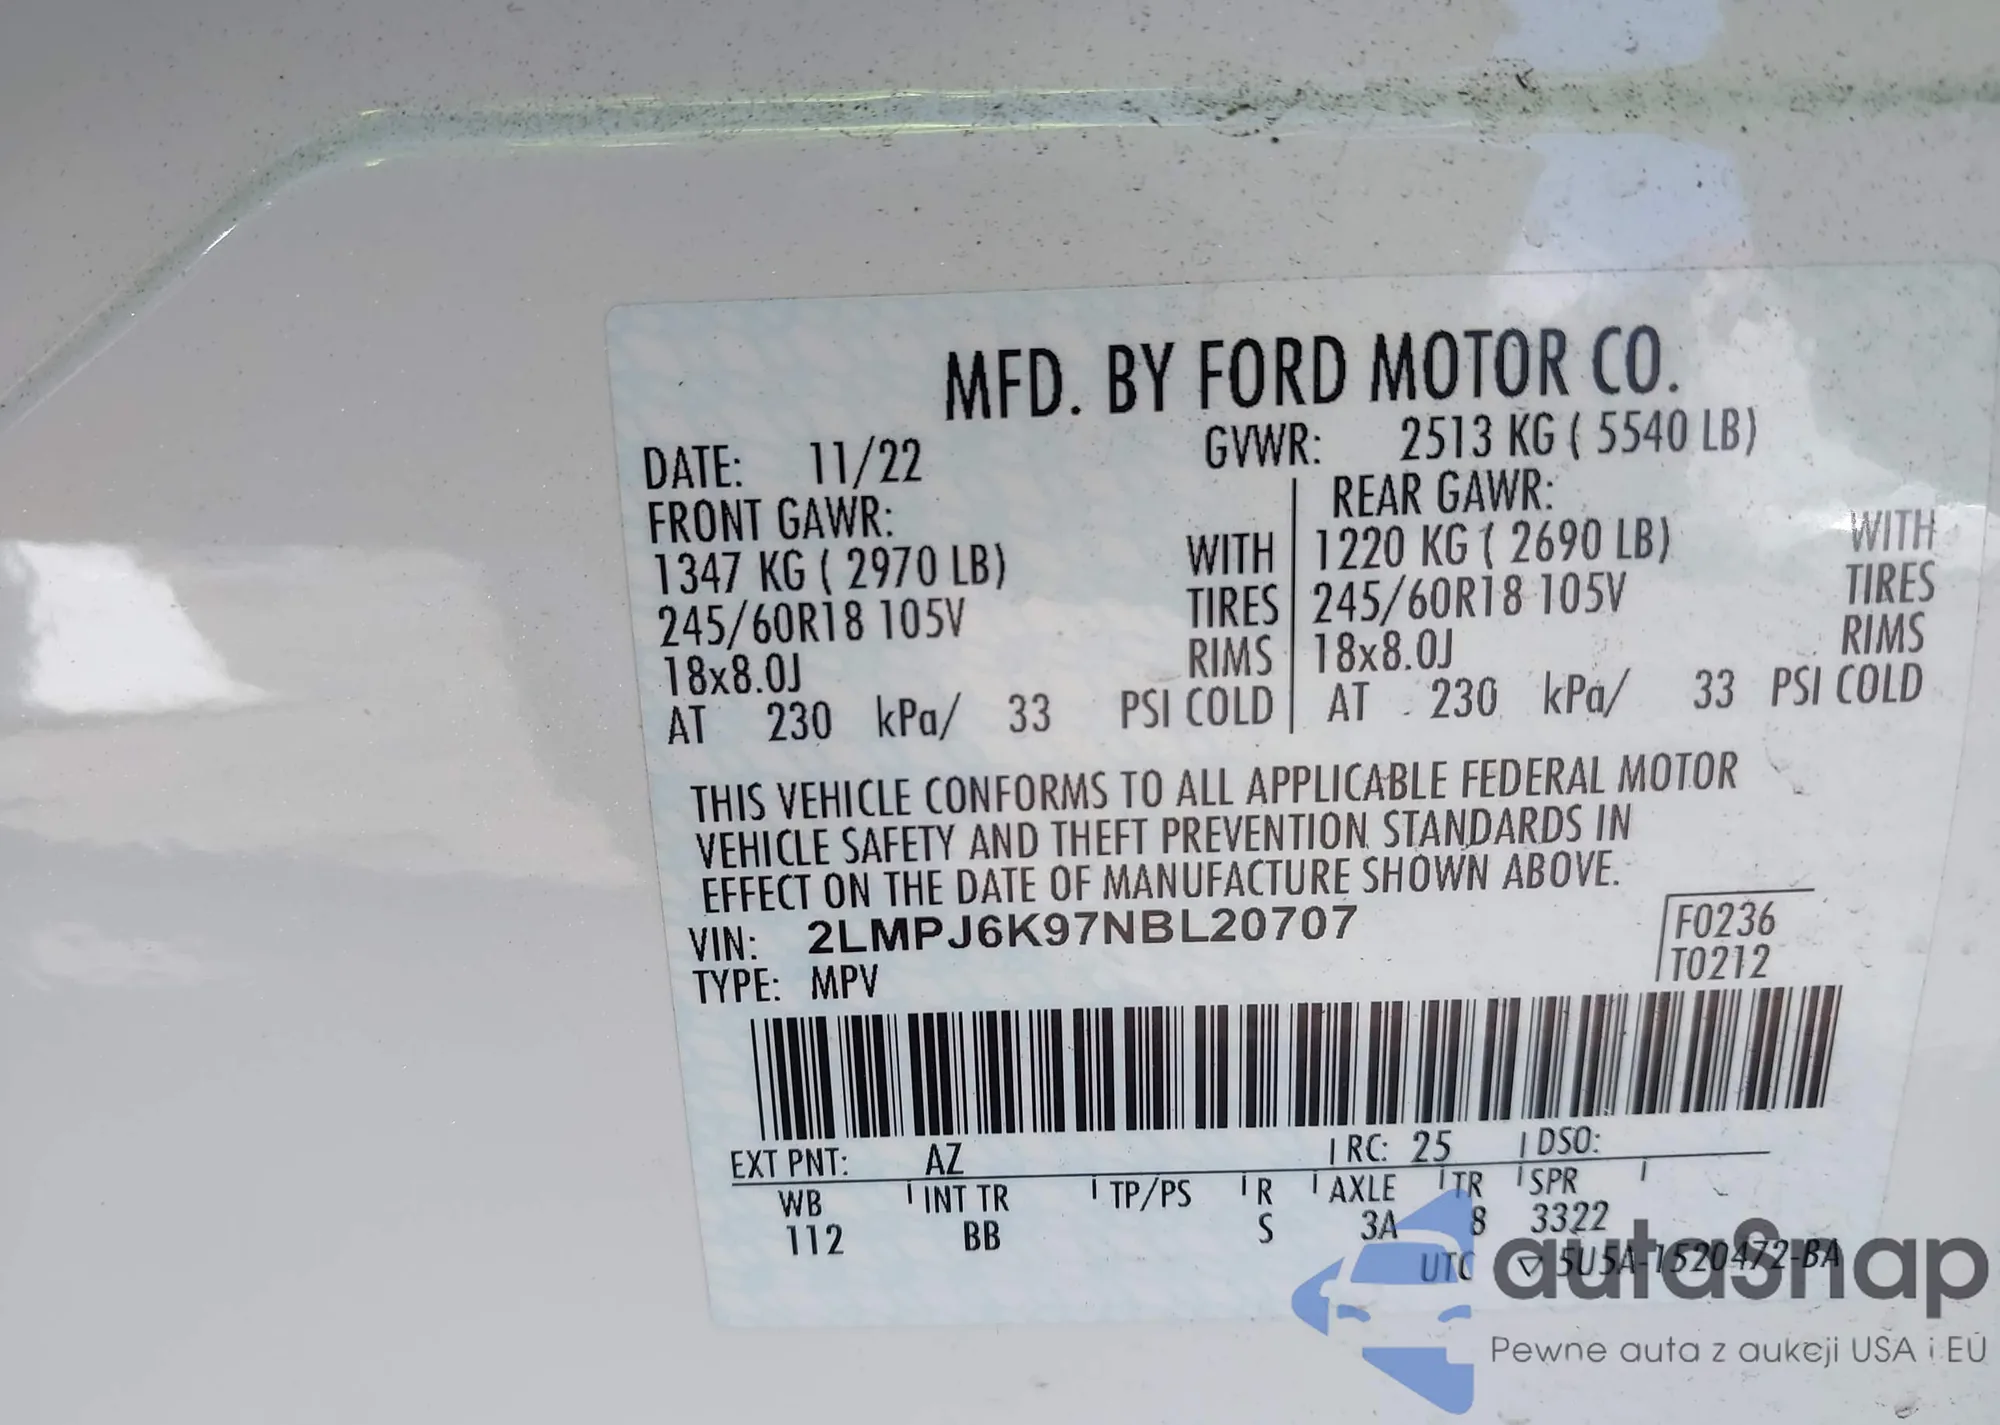 MFD. BY FORD MOTOR CO.
DATE: 11/22 GVWR: 2513 KG ( 5540 LB)
FRONT GAWR: REAR GAWR:
1347 KG ( 2970 LB) WITH 1220 KG ( 2690 LB) WITH
245/60R18 105V TIRES 245/60R18 105V TIRES
18x8.0J RIMS 18x8.0J RIMS
AT 230 kPa/ 33 PSI COLD AT 230 kPa/ 33 PSI COLD
THIS VEHICLE CONFORMS TO ALL APPLICABLE FEDERAL MOTOR
VEHICLE SAFETY AND THEFT PREVENTION STANDARDS IN
EFFECT ON THE DATE OF MANUFACTURE SHOWN ABOVE.
VIN: 2LMPJ6K97NBL20707 F0236
TYPE: MPV T0212
EXT PNT: AZ RC: 25 DSO:
WB INT TR TP/PS R AXLE TR SPR
112 BB S 3A 8 3322
UTC ▽ 5U5A-1520472-BA
autasnap
Pewne auta z aukcji USA i EU